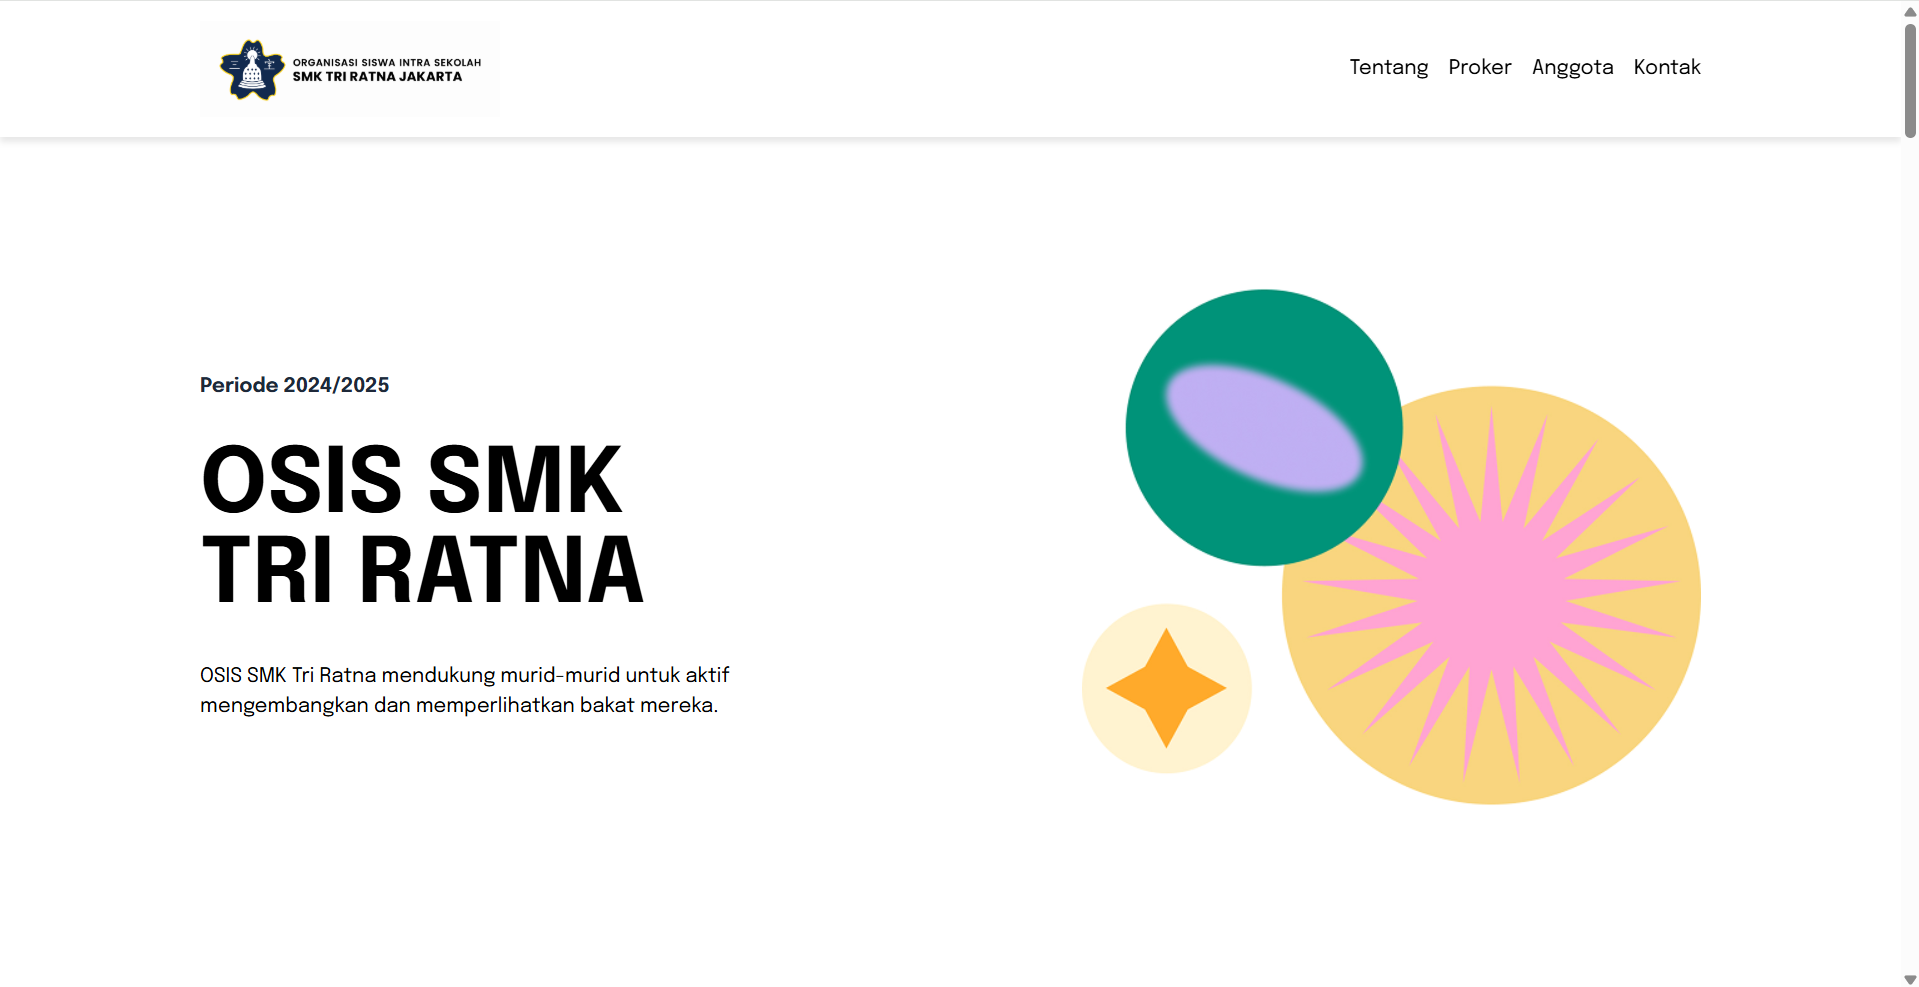 ORGANISASI SISWA INTRA SEKOLAH
SMK TRI RATNA JAKARTA
Tentang Proker Anggota Kontak
Periode 2024/2025
OSIS SMK
TRI RATNA
OSIS SMK Tri Ratna mendukung murid-murid untuk aktif
mengembangkan dan memperlihatkan bakat mereka.